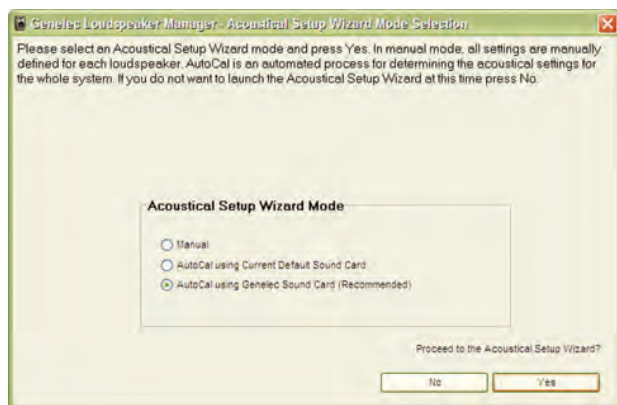 Genelec Loudspeaker Manager - Acoustical Setup Wizard Mode Selection
Please select an Acoustical Setup Wizard mode and press Yes. In manual mode, all settings are manually
defined for each loudspeaker. AutoCal is an automated process for determining the acoustical settings for
the whole system. If you do not want to launch the Acoustical Setup Wizard at this time press No.
Acoustical Setup Wizard Mode
Manual
AutoCal using Current Default Sound Card
AutoCal using Genelec Sound Card (Recommended)
Proceed to the Acoustical Setup Wizard?
No Yes